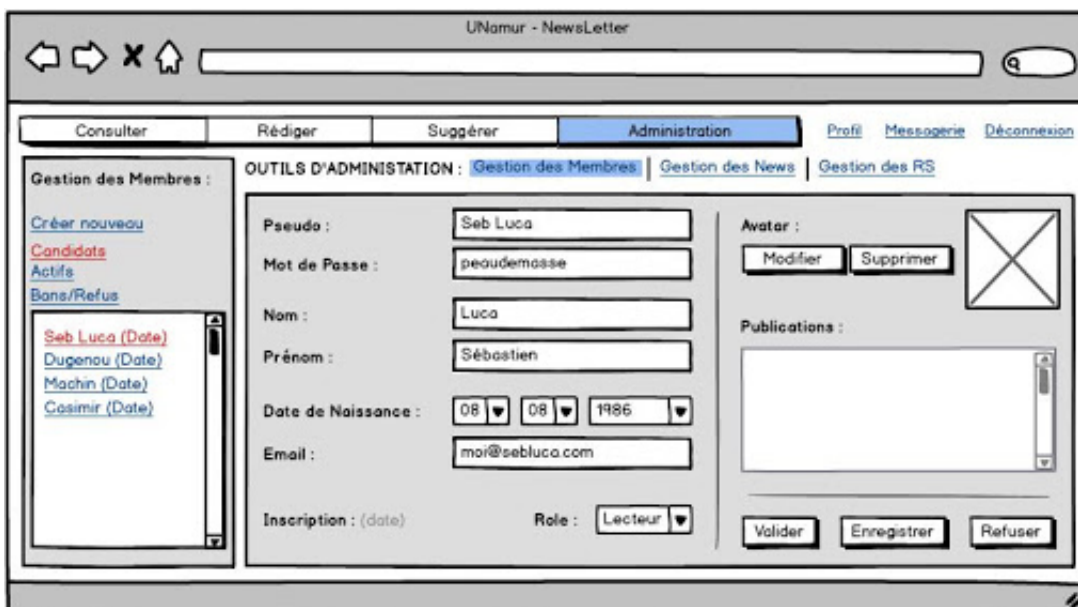 UNamur - NewsLetter
Consulter Rédiger Suggérer Administration Profil Messagerie Déconnexion
OUTILS D'ADMINISTATION : Gestion des Membres | Gestion des News | Gestion des RS
Gestion des Membres :
Créer nouveau
Candidats
Actifs
Bans/Refus
Seb Luca (Date)
Dugenou (Date)
Machin (Date)
Casimir (Date)
Pseudo : Seb Luca
Mot de Passe : peaudemasse
Nom : Luca
Prénom : Sébastien
Date de Naissance : 08 08 1986
Email : moi@sebluca.com
Inscription : (date) Role : Lecteur
Avatar :
Modifier Supprimer
Publications :
Valider Enregistrer Refuser